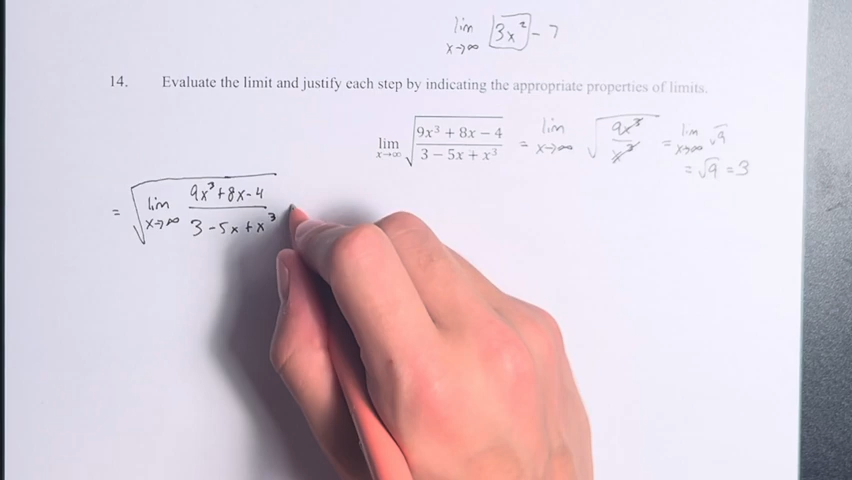 lim x→∞ 3x² - 7
14. Evaluate the limit and justify each step by indicating the appropriate properties of limits.
lim x→∞ √((9x³ + 8x − 4)/(3 − 5x + x³)) = lim x→∞ √(9x³/x³) = lim x→∞ √9
= √9 = 3
= √(lim x→∞ (9x³+8x-4)/(3-5x+x³))